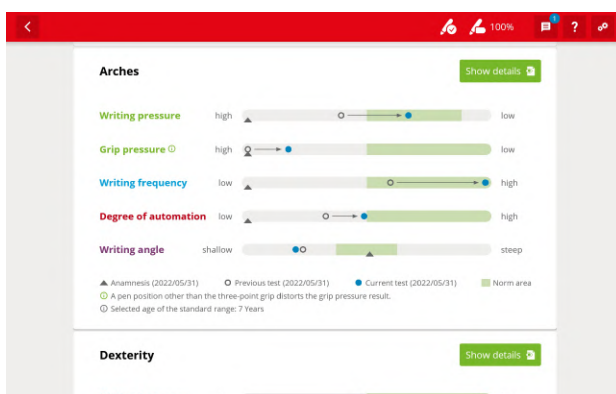 100%
1
?
Arches
Show details
Writing pressure high low
Grip pressure high low
Writing frequency low high
Degree of automation low high
Writing angle shallow steep
Anamnesis (2022/05/31) Previous test (2022/05/31) Current test (2022/05/31) Norm area
A pen position other than the three-point grip distorts the grip pressure result.
Selected age of the standard range: 7 Years
Dexterity
Show details